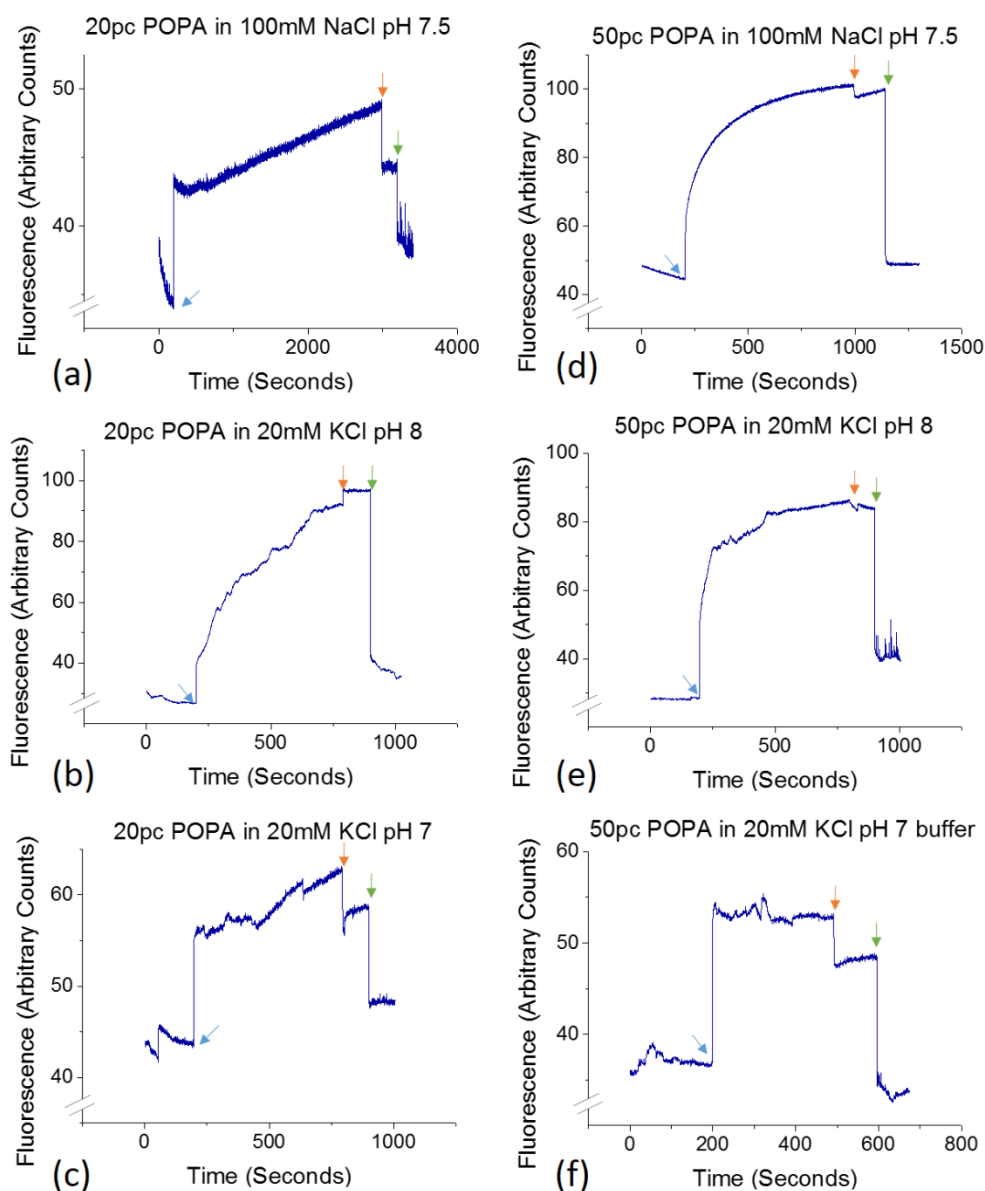 20pc POPA in 100mM NaCl pH 7.5
Fluorescence (Arbitrary Counts)
50
40
0
2000
4000
Time (Seconds)
(a)
50pc POPA in 100mM NaCl pH 7.5
Fluorescence (Arbitrary Counts)
100
80
60
40
0
500
1000
1500
Time (Seconds)
(d)
20pc POPA in 20mM KCl pH 8
Fluorescence (Arbitrary Counts)
100
80
60
40
0
500
1000
Time (Seconds)
(b)
50pc POPA in 20mM KCl pH 8
Fluorescence (Arbitrary Counts)
100
80
60
40
0
500
1000
Time (Seconds)
(e)
20pc POPA in 20mM KCl pH 7
Fluorescence (Arbitrary Counts)
60
50
40
0
500
1000
Time (Seconds)
(c)
50pc POPA in 20mM KCl pH 7 buffer
Fluorescence (Arbitrary Counts)
60
50
40
0
200
400
600
800
Time (Seconds)
(f)